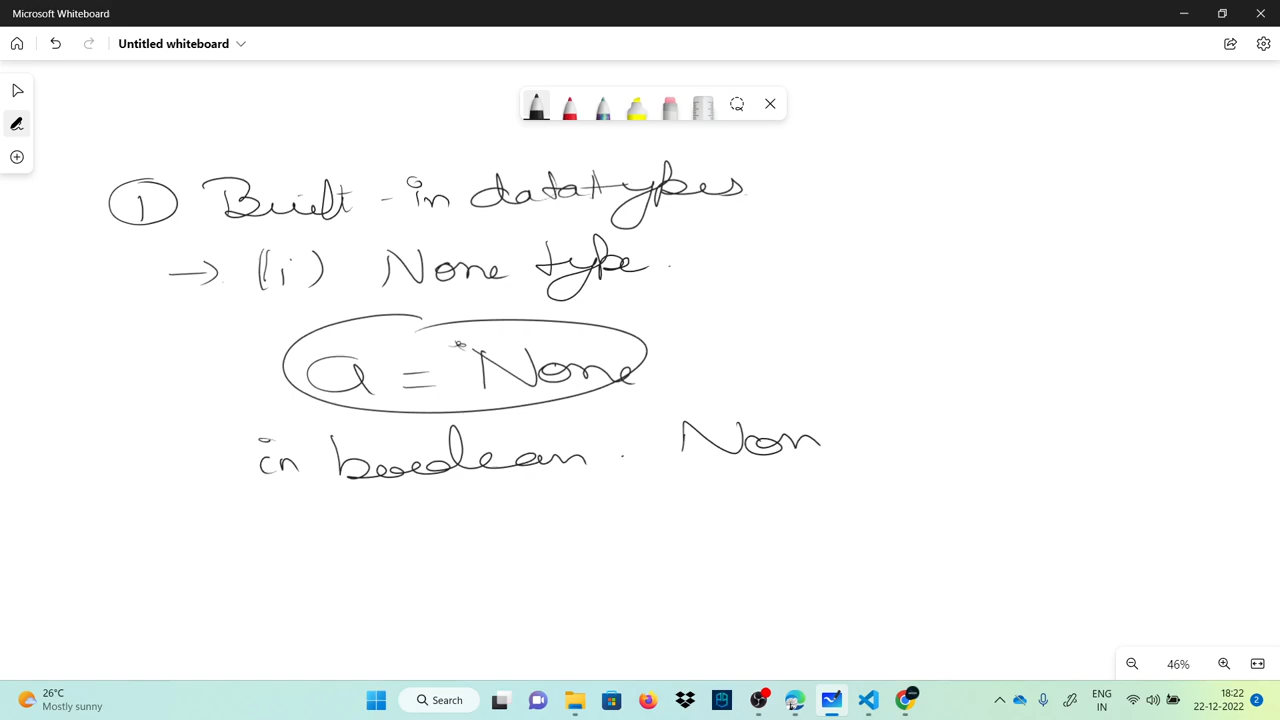 Microsoft Whiteboard
Untitled whiteboard
① Built-in datatypes
→ (i) None type.
a = None
in boolean. Non
46%
26°C
Mostly sunny
Search
ENG
IN
18:22
22-12-2022
2